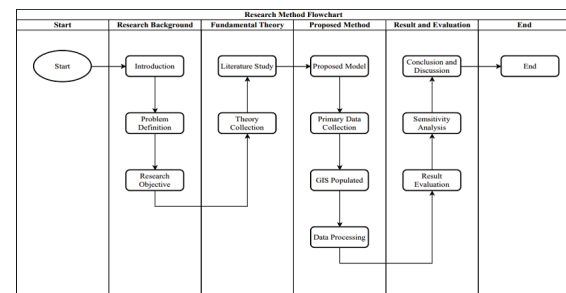 Research Method Flowchart
Start
Research Background
Fundamental Theory
Proposed Method
Result and Evaluation
End
Start
Introduction
Problem
Definition
Research
Objective
Literature Study
Theory
Collection
Proposed Model
Primary Data
Collection
GIS Populated
Data Processing
Conclusion and
Discussion
Semsitivity
Analysis
Result
Evaluation
End